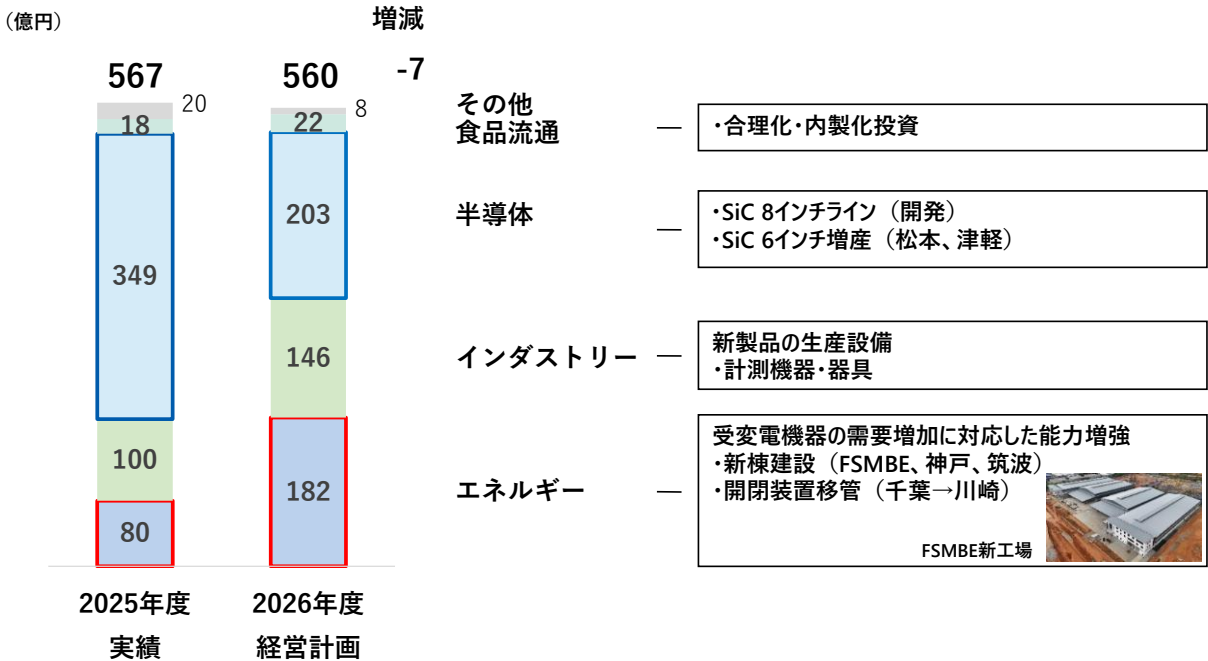 （億円）
増減
567
560
-7
20
8
18
22
349
203
100
146
80
182
2025年度
実績
2026年度
経営計画
その他
食品流通
・合理化・内製化投資
半導体
・SiC 8インチライン（開発）
・SiC 6インチ増産（松本、津軽）
インダストリー
新製品の生産設備
・計測機器・器具
エネルギー
受変電機器の需要増加に対応した能力増強
・新棟建設（FSMBE、神戸、筑波）
・開閉装置移管（千葉→川崎）
FSMBE新工場